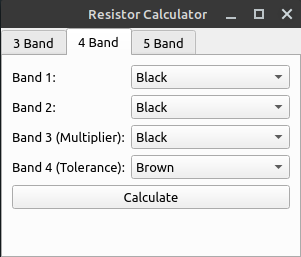 Resistor Calculator
3 Band 4 Band 5 Band
Band 1: Black
Band 2: Black
Band 3 (Multiplier): Black
Band 4 (Tolerance): Brown
Calculate